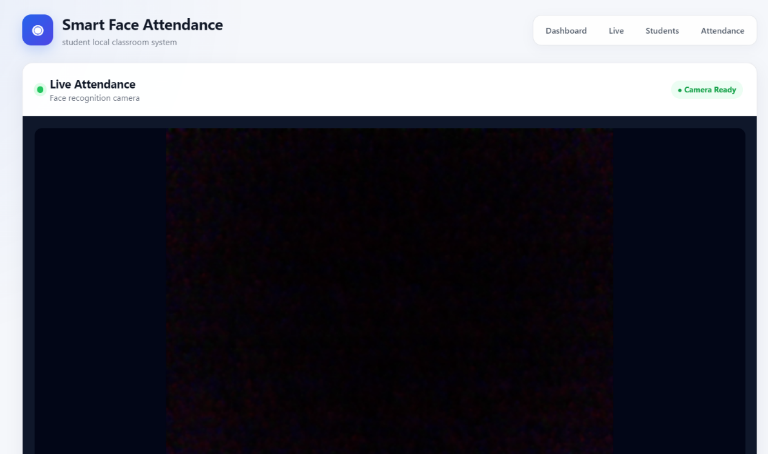 Smart Face Attendance
student local classroom system
Dashboard Live Students Attendance
Live Attendance
Face recognition camera
Camera Ready